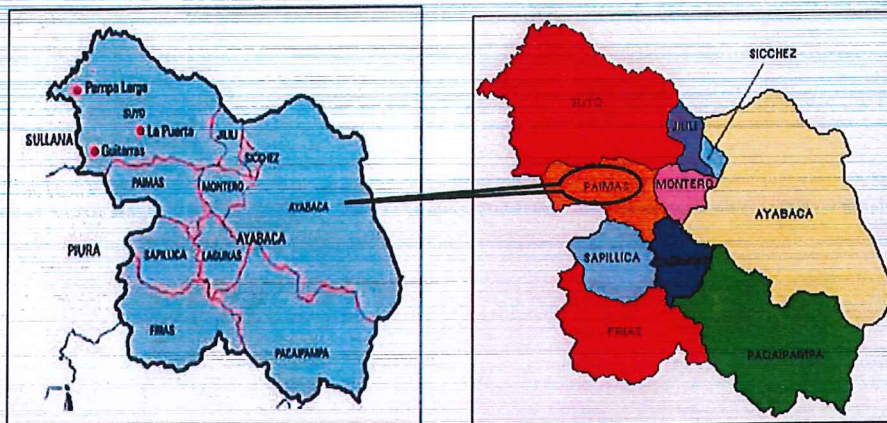 Pampa Larga
SUYO
La Puerta
SULLANA
Guitarras
JILILI
SICCHEZ
PAIMAS
MONTERO
AYABACA
AYABACA
PIURA
SAPILLICA
LAGUNAS
FRIAS
PACAIPAMPA
SICCHEZ
SUYO
JILILI
PAIMAS
MONTERO
AYABACA
SAPILLICA
FRIAS
PACAIPAMPA